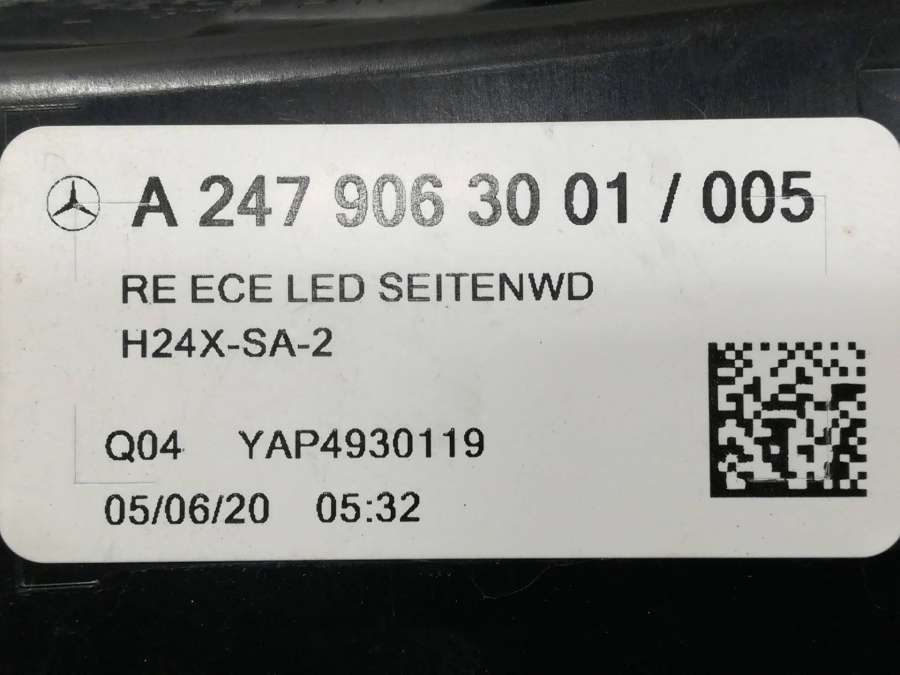 A 247 906 30 01 / 005
RE ECE LED SEITENWD
H24X-SA-2
Q04 YAP4930119
05/06/20 05:32